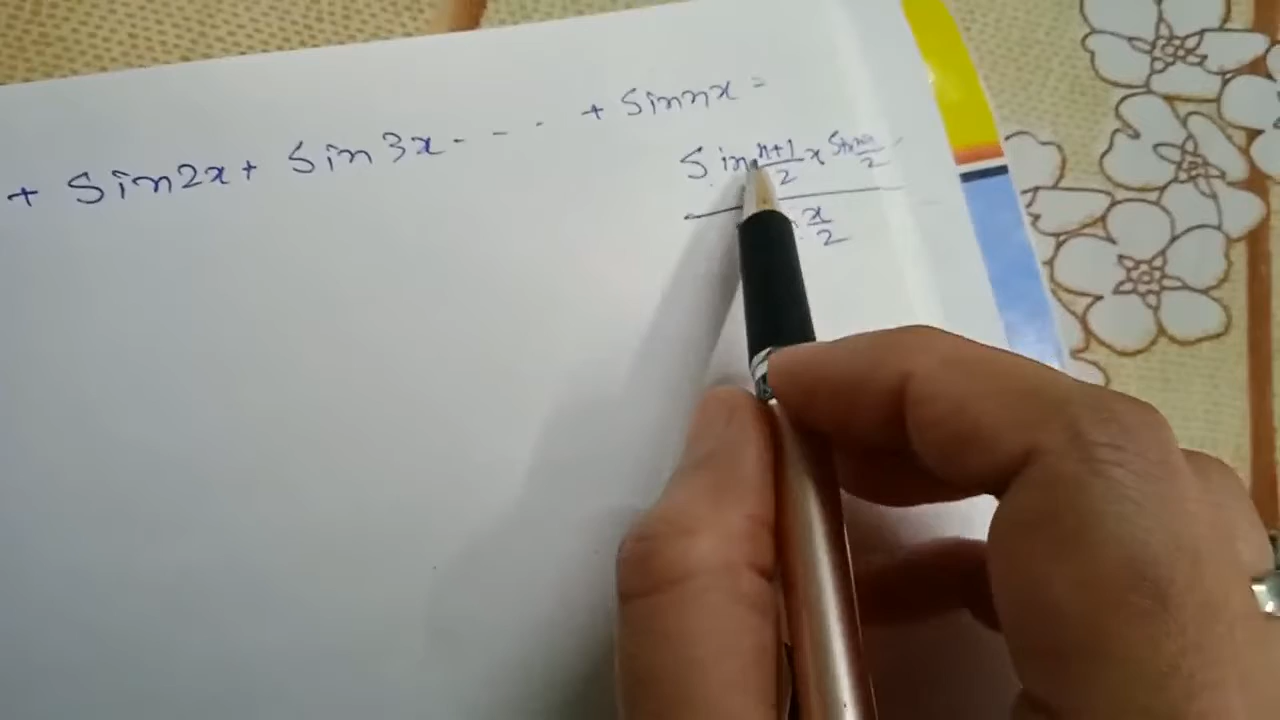 + Sin2x + Sin3x - - - . + Sinnx =
Sin n+1/2 x Sin nx/2
x/2